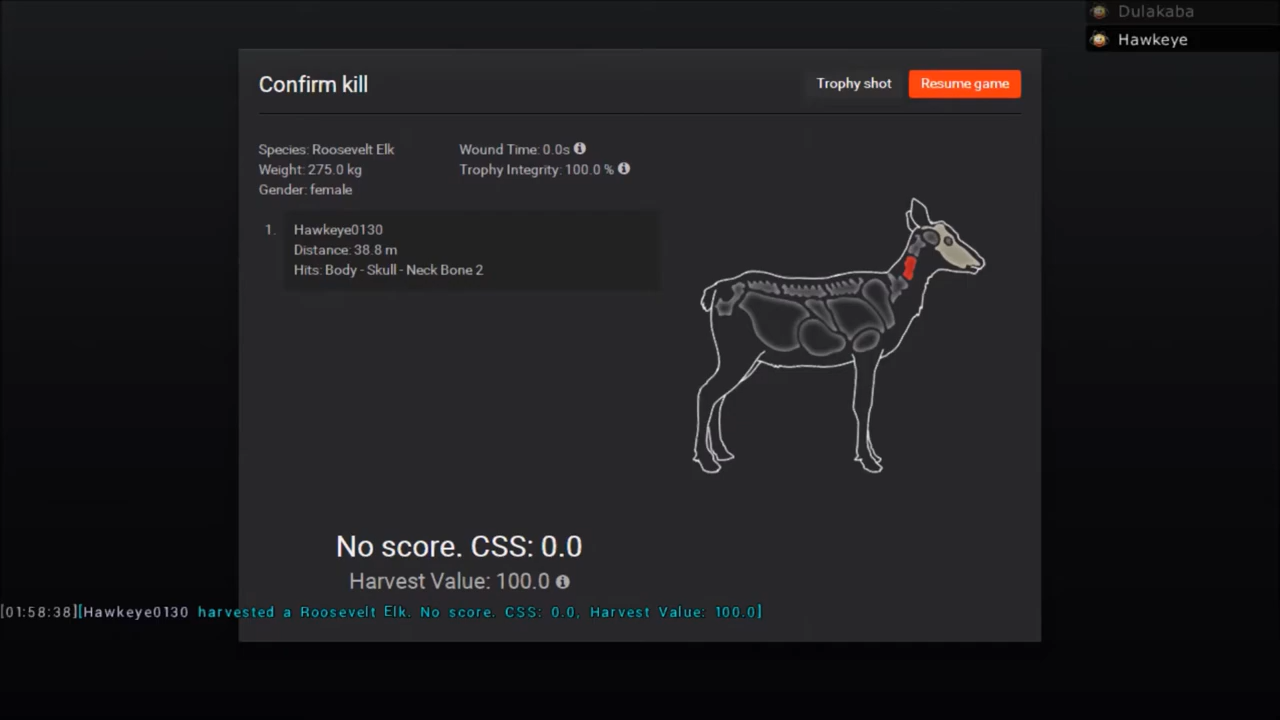 Dulakaba
Hawkeye
Confirm kill
Trophy shot
Resume game
Species: Roosevelt Elk
Weight: 275.0 kg
Gender: female
Wound Time: 0.0s
Trophy Integrity: 100.0 %
1.
Hawkeye0130
Distance: 38.8 m
Hits: Body - Skull - Neck Bone 2
No score. CSS: 0.0
Harvest Value: 100.0
[01:58:38][Hawkeye0130 harvested a Roosevelt Elk. No score. CSS: 0.0, Harvest Value: 100.0]